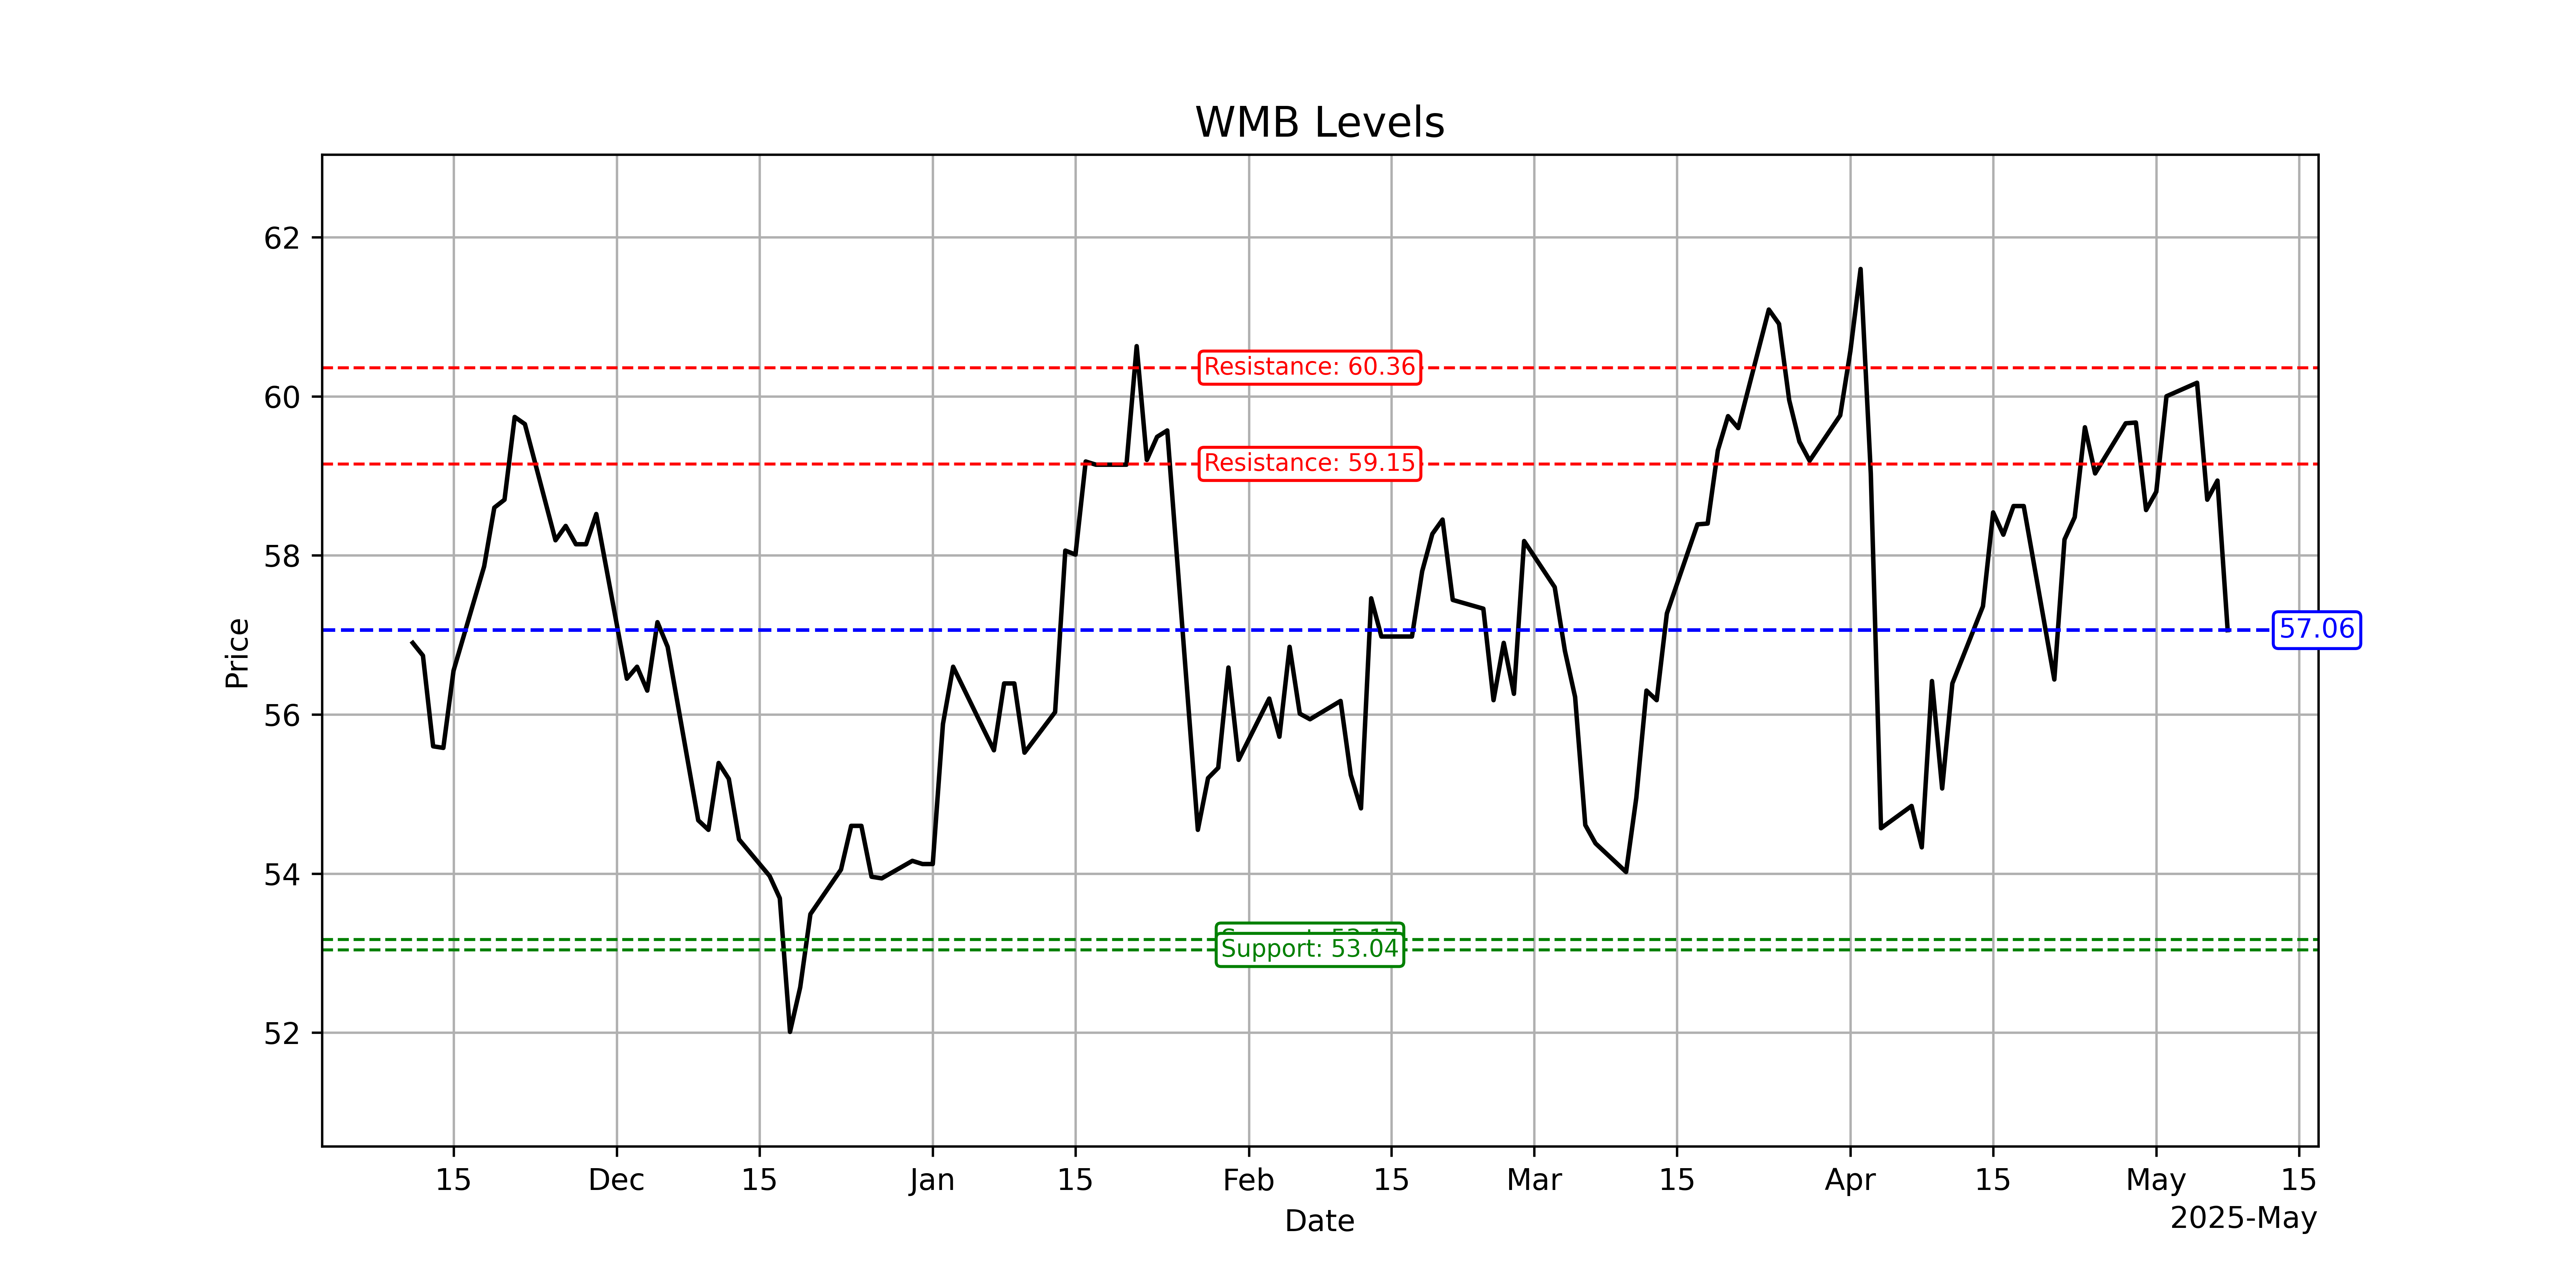 WMB Levels
Price
62
60
58
56
54
52
Resistance: 60.36
Resistance: 59.15
57.06
Support: 53.04
15
Dec
15
Jan
15
Feb
15
Mar
15
Apr
15
May
15
Date
2025-May